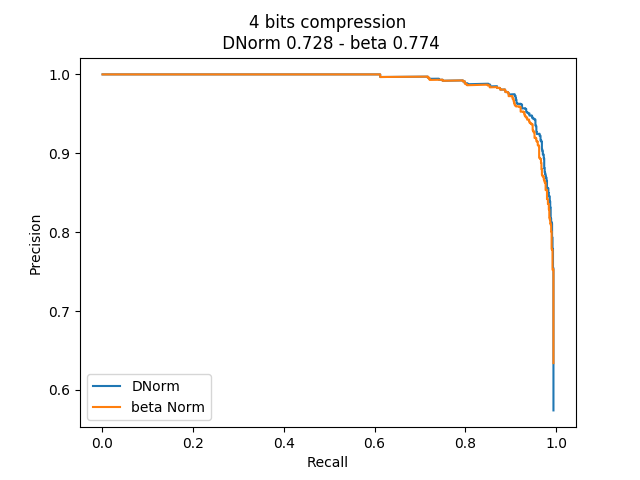 4 bits compression
DNorm 0.728 - beta 0.774
Precision
1.0
0.9
0.8
0.7
0.6
DNorm
beta Norm
0.0 0.2 0.4 0.6 0.8 1.0
Recall